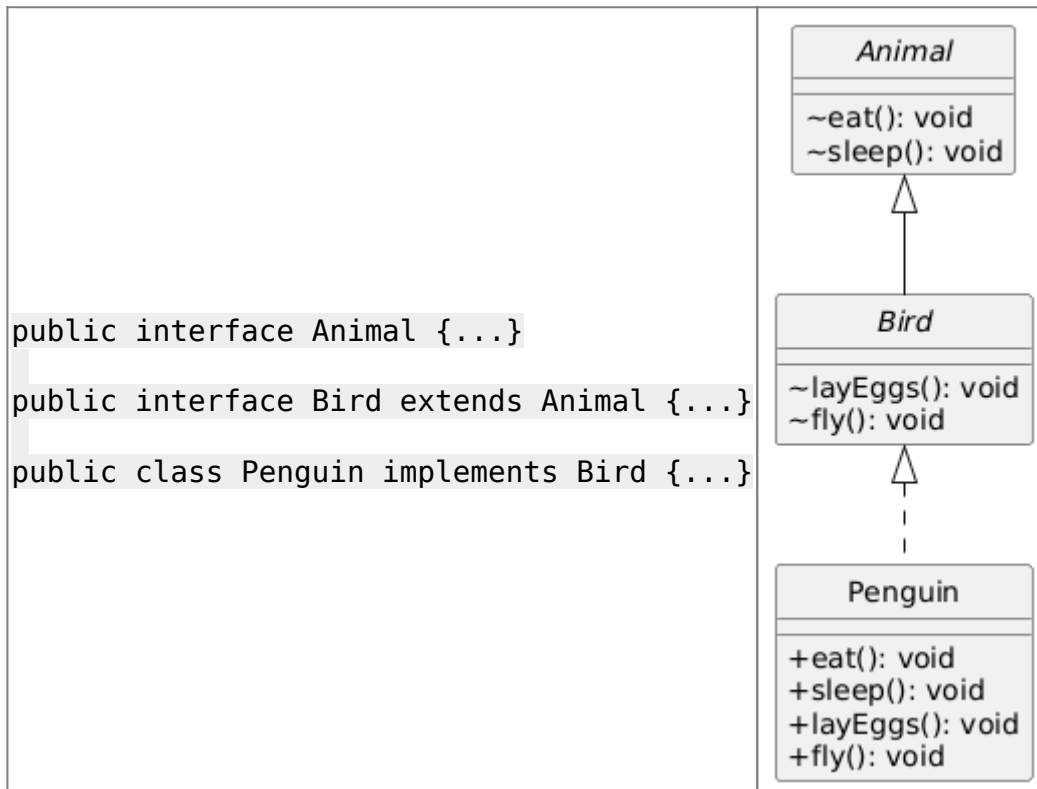 public interface Animal {...}
public interface Bird extends Animal {...}
public class Penguin implements Bird {...}
Animal
~eat(): void
~sleep(): void
Bird
~layEggs(): void
~fly(): void
Penguin
+eat(): void
+sleep(): void
+layEggs(): void
+fly(): void